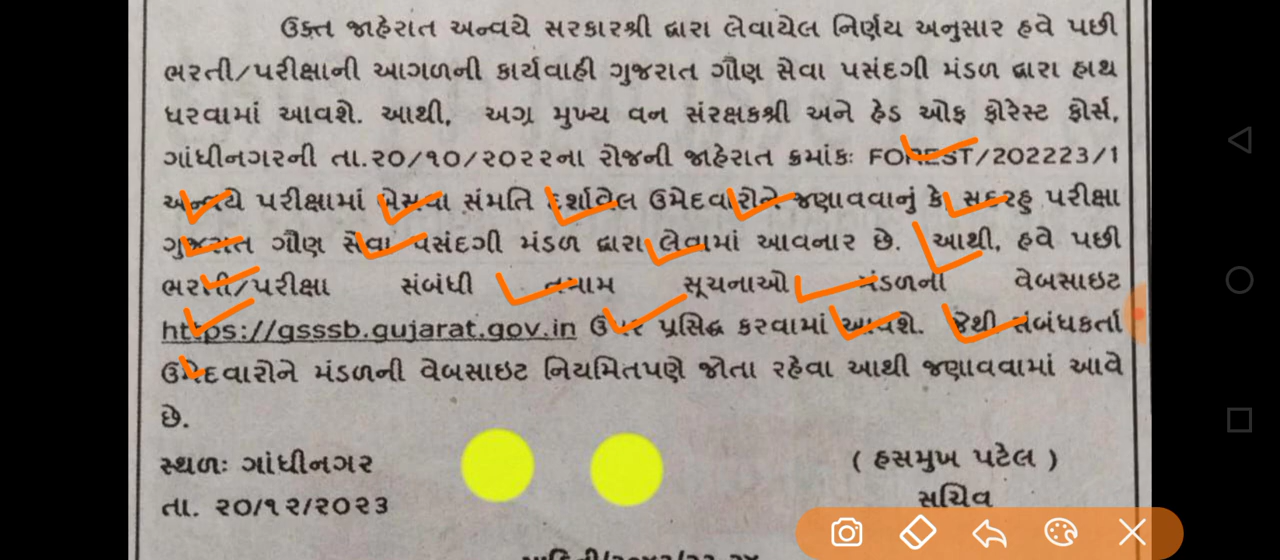 ઉક્ત જાહેરાત અન્વયે સરકારશ્રી દ્વારા લેવાયેલ નિર્ણય અનુસાર હવે પછી
ભરતી/પરીક્ષાની આગળની કાર્યવાહી ગુજરાત ગૌણ સેવા પસંદગી મંડળ દ્વારા હાથ
ધરવામાં આવશે. આથી, અગ્ર મુખ્ય વન સંરક્ષકશ્રી અને હેડ ઓફ ફોરેસ્ટ ફોર્સ,
ગાંધીનગરની તા.૨૦/૧૦/૨૦૨૨ના રોજની જાહેરાત ક્રમાંકઃ FOREST/202223/1
અન્વયે પરીક્ષામાં બેસવા સંમતિ દર્શાવેલ ઉમેદવારોને જણાવવાનું કે સદરહુ પરીક્ષા
ગુજરાત ગૌણ સેવા પસંદગી મંડળ દ્વારા લેવામાં આવનાર છે. આથી, હવે પછી
ભરતી/પરીક્ષા સંબંધી તમામ સૂચનાઓ મંડળની વેબસાઇટ
https://gsssb.gujarat.gov.in ઉપર પ્રસિદ્ધ કરવામાં આવશે. જેથી સંબંધકર્તા
ઉમેદવારોને મંડળની વેબસાઇટ નિયમિતપણે જોતા રહેવા આથી જણાવવામાં આવે
છે.
સ્થળઃ ગાંધીનગર
( હસમુખ પટેલ )
તા. ૨૦/૧૨/૨૦૨૩
સચિવ